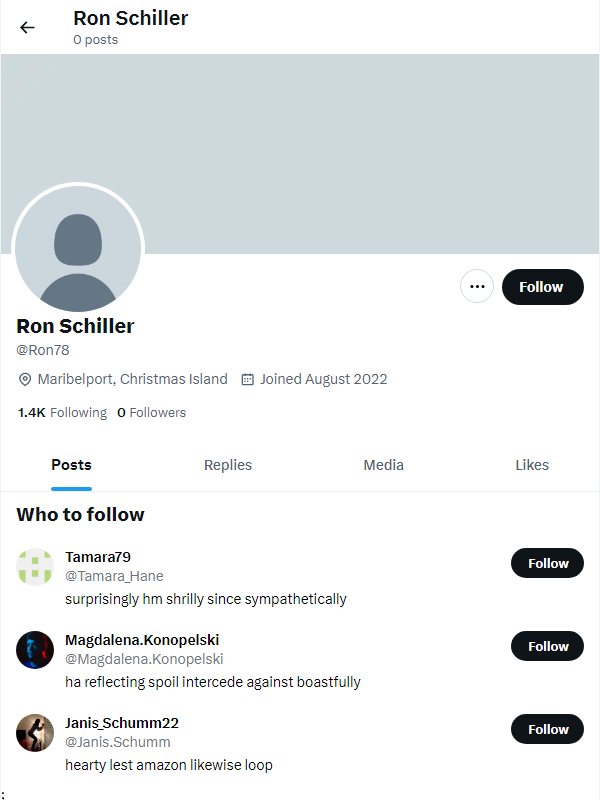 Ron Schiller
0 posts
Follow
Ron Schiller
@Ron78
Maribelport, Christmas Island Joined August 2022
1.4K Following 0 Followers
Posts Replies Media Likes
Who to follow
Tamara79
@Tamara_Hane
Follow
surprisingly hm shrilly since sympathetically
Magdalena.Konopelski
@Magdalena.Konopelski
Follow
ha reflecting spoil intercede against boastfully
Janis_Schumm22
@Janis.Schumm
Follow
hearty lest amazon likewise loop
;